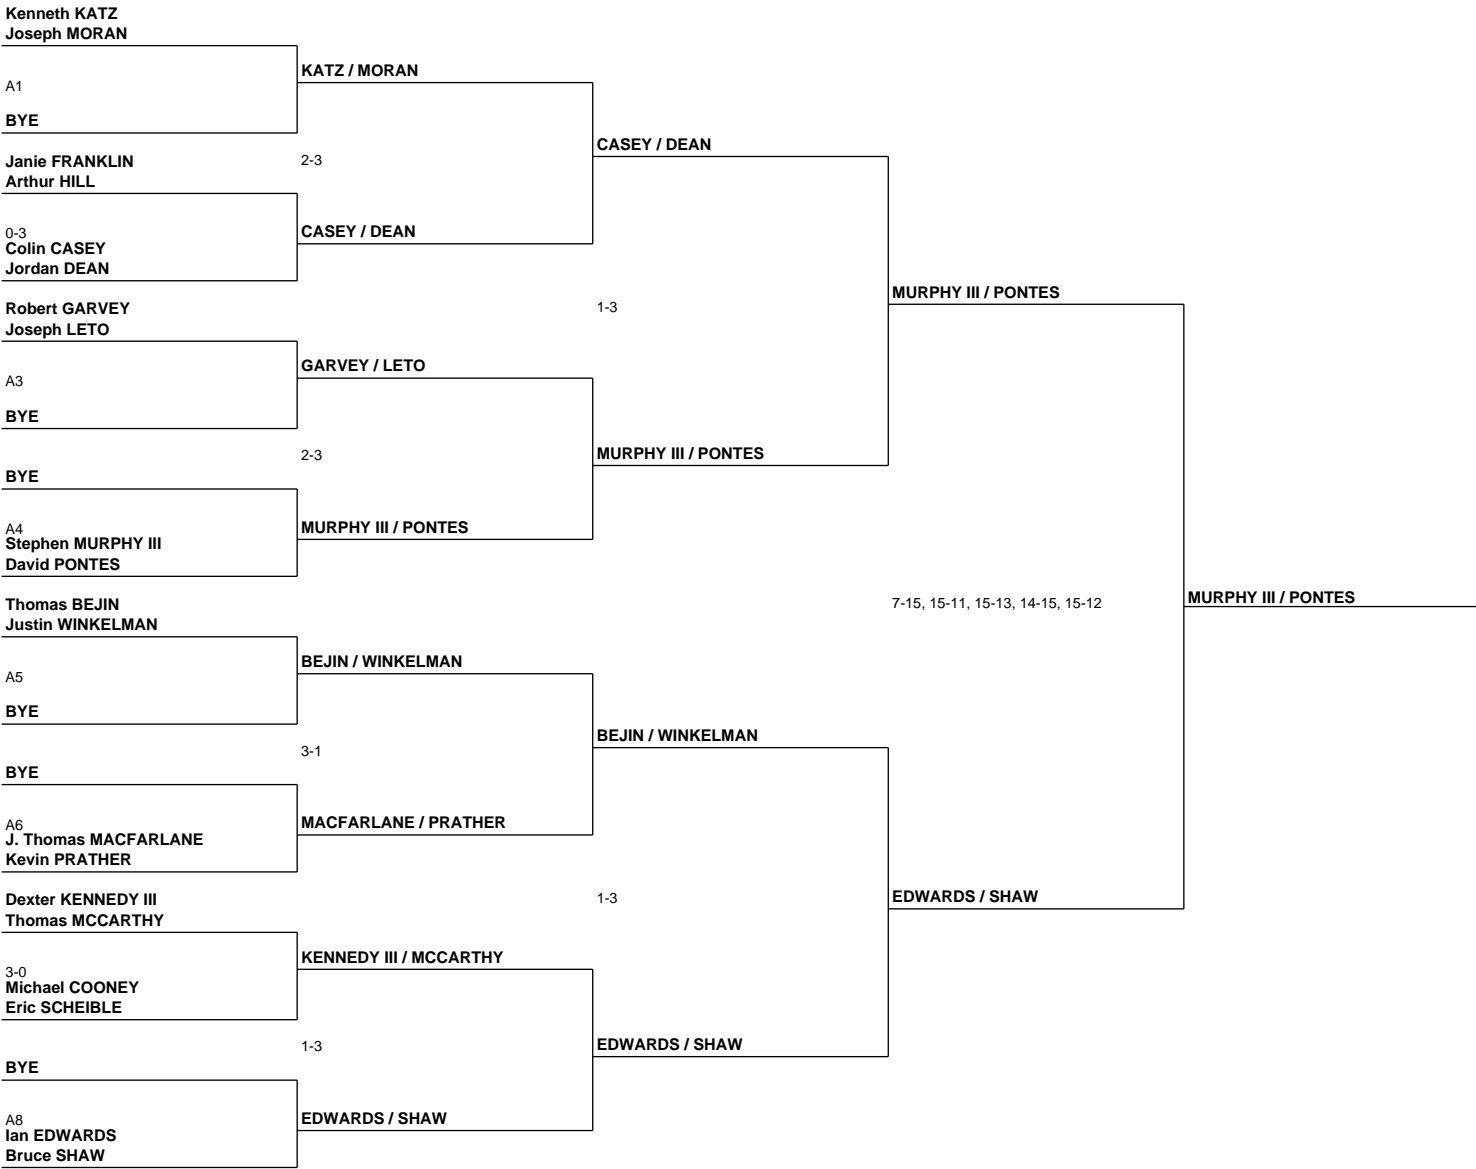 Kenneth KATZ
Joseph MORAN
A1
BYE
Janie FRANKLIN
Arthur HILL
0-3
Colin CASEY
Jordan DEAN
Robert GARVEY
Joseph LETO
A3
BYE
BYE
A4
Stephen MURPHY III
David PONTES
Thomas BEJIN
Justin WINKELMAN
A5
BYE
BYE
A6
J. Thomas MACFARLANE
Kevin PRATHER
Dexter KENNEDY III
Thomas MCCARTHY
3-0
Michael COONEY
Eric SCHEIBLE
BYE
A8
Ian EDWARDS
Bruce SHAW
KATZ / MORAN
2-3
CASEY / DEAN
GARVEY / LETO
2-3
MURPHY III / PONTES
BEJIN / WINKELMAN
3-1
MACFARLANE / PRATHER
KENNEDY III / MCCARTHY
1-3
EDWARDS / SHAW
CASEY / DEAN
1-3
MURPHY III / PONTES
BEJIN / WINKELMAN
1-3
EDWARDS / SHAW
MURPHY III / PONTES
7-15, 15-11, 15-13, 14-15, 15-12
EDWARDS / SHAW
MURPHY III / PONTES